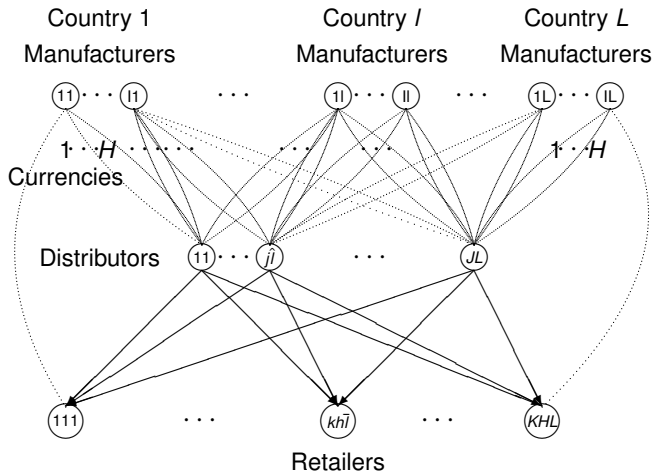 Country 1 Country l Country L
Manufacturers Manufacturers Manufacturers
11 · · · I1 · · · 1l · · · Il · · · 1L · · · IL
1 · · · H · · · · · · · · · · · · 1 · · · H
Currencies
Distributors 11 · · · jl̂ · · · JL
111 · · · khl̄ · · · KHL
Retailers